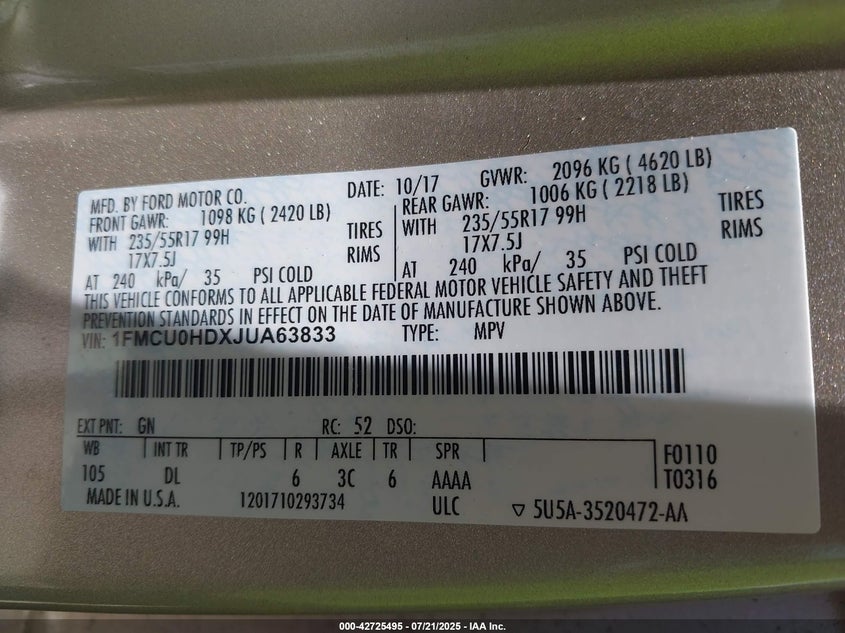 MFD. BY FORD MOTOR CO. DATE: 10/17 GVWR: 2096 KG ( 4620 LB)
FRONT GAWR: 1098 KG ( 2420 LB) REAR GAWR: 1006 KG ( 2218 LB)
WITH 235/55R17 99H TIRES WITH 235/55R17 99H TIRES
17X7.5J RIMS 17X7.5J RIMS
AT 240 kPa/ 35 PSI COLD AT 240 kPa/ 35 PSI COLD
THIS VEHICLE CONFORMS TO ALL APPLICABLE FEDERAL MOTOR VEHICLE SAFETY AND THEFT
PREVENTION STANDARDS IN EFFECT ON THE DATE OF MANUFACTURE SHOWN ABOVE.
VIN: 1FMCU0HDXJUA63833 TYPE: MPV
EXT PNT: GN RC: 52 DSO:
WB INT TR TP/PS R AXLE TR SPR F0110
105 DL 6 3C 6 AAAA T0316
MADE IN U.S.A. 1201710293734 ULC ▽ 5U5A-3520472-AA
000-42725495 - 07/21/2025 - IAA Inc.